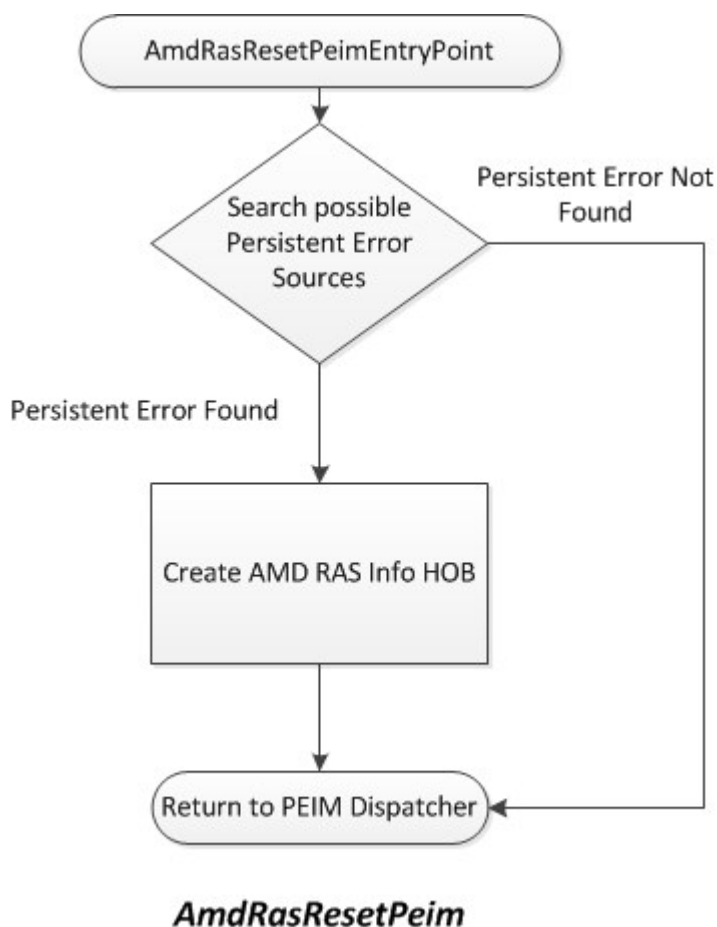 AmdRasResetPeimEntryPoint
Search possible
Persistent Error
Sources
Persistent Error Not
Found
Persistent Error Found
Create AMD RAS Info HOB
Return to PEIM Dispatcher
AmdRasResetPeim